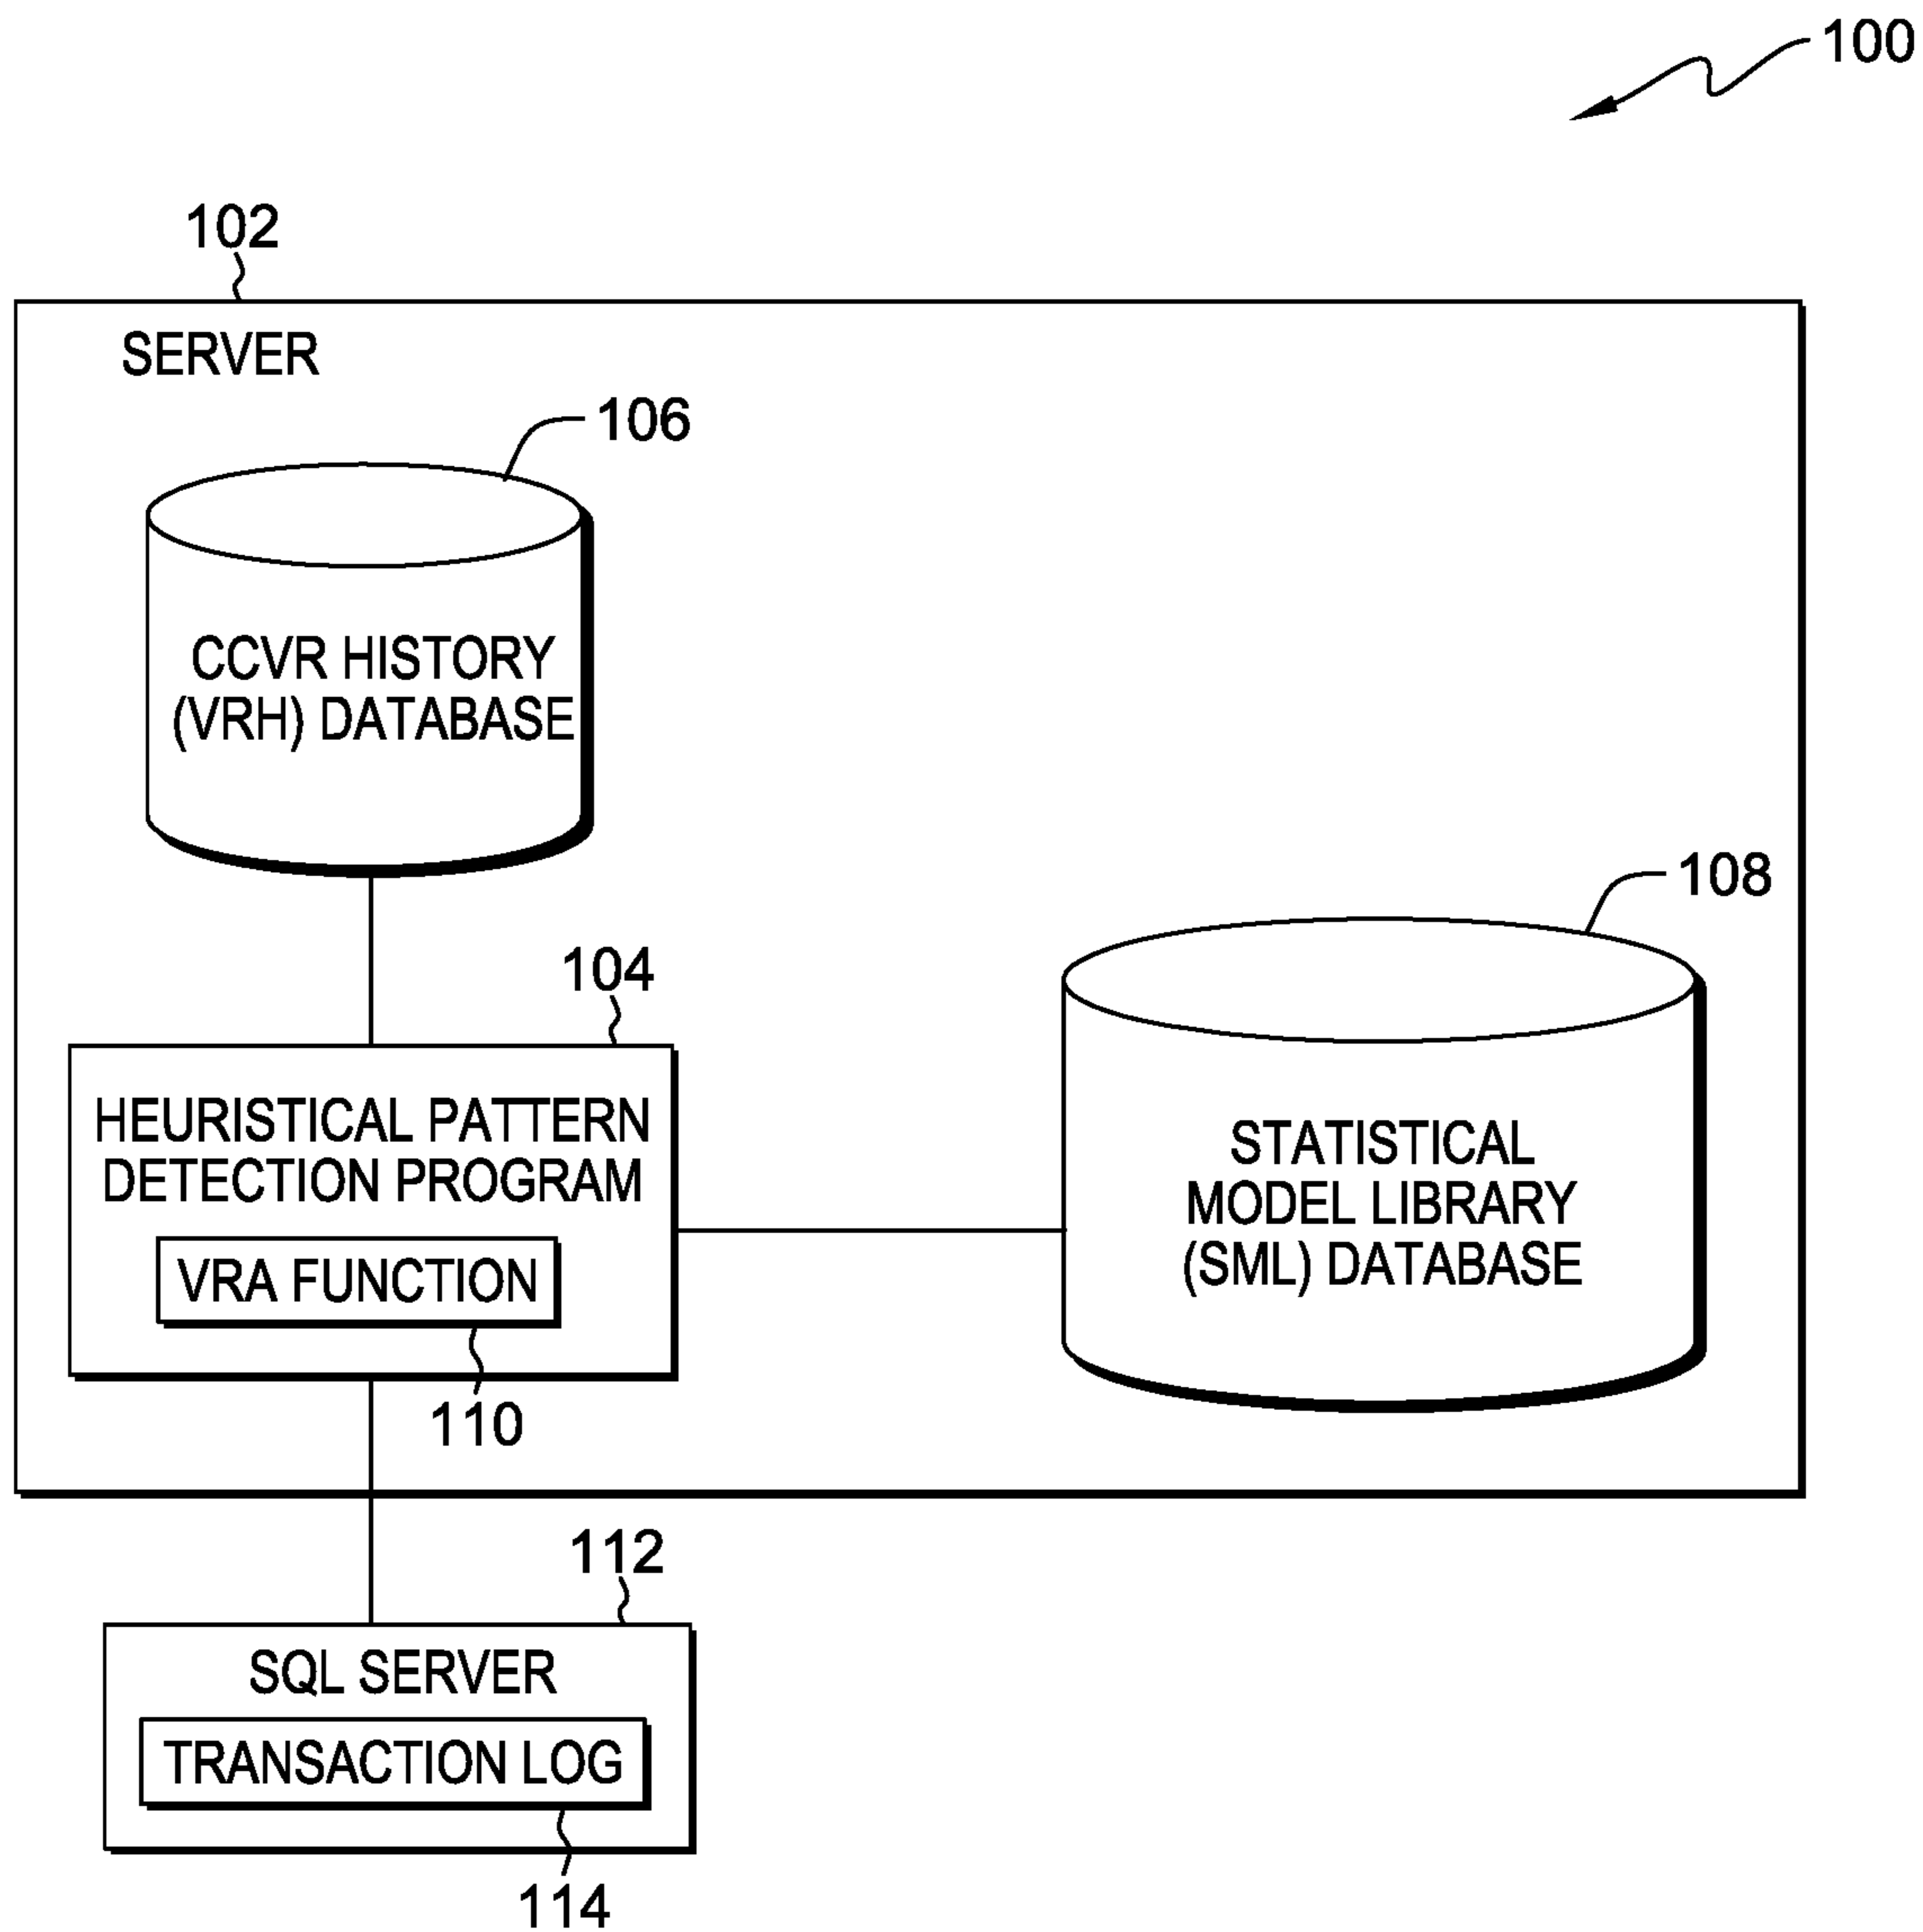 100
102
SERVER
106
CCVR HISTORY
(VRH) DATABASE
108
104
HEURISTICAL PATTERN
DETECTION PROGRAM
VRA FUNCTION
110
STATISTICAL
MODEL LIBRARY
(SML) DATABASE
112
SQL SERVER
TRANSACTION LOG
114